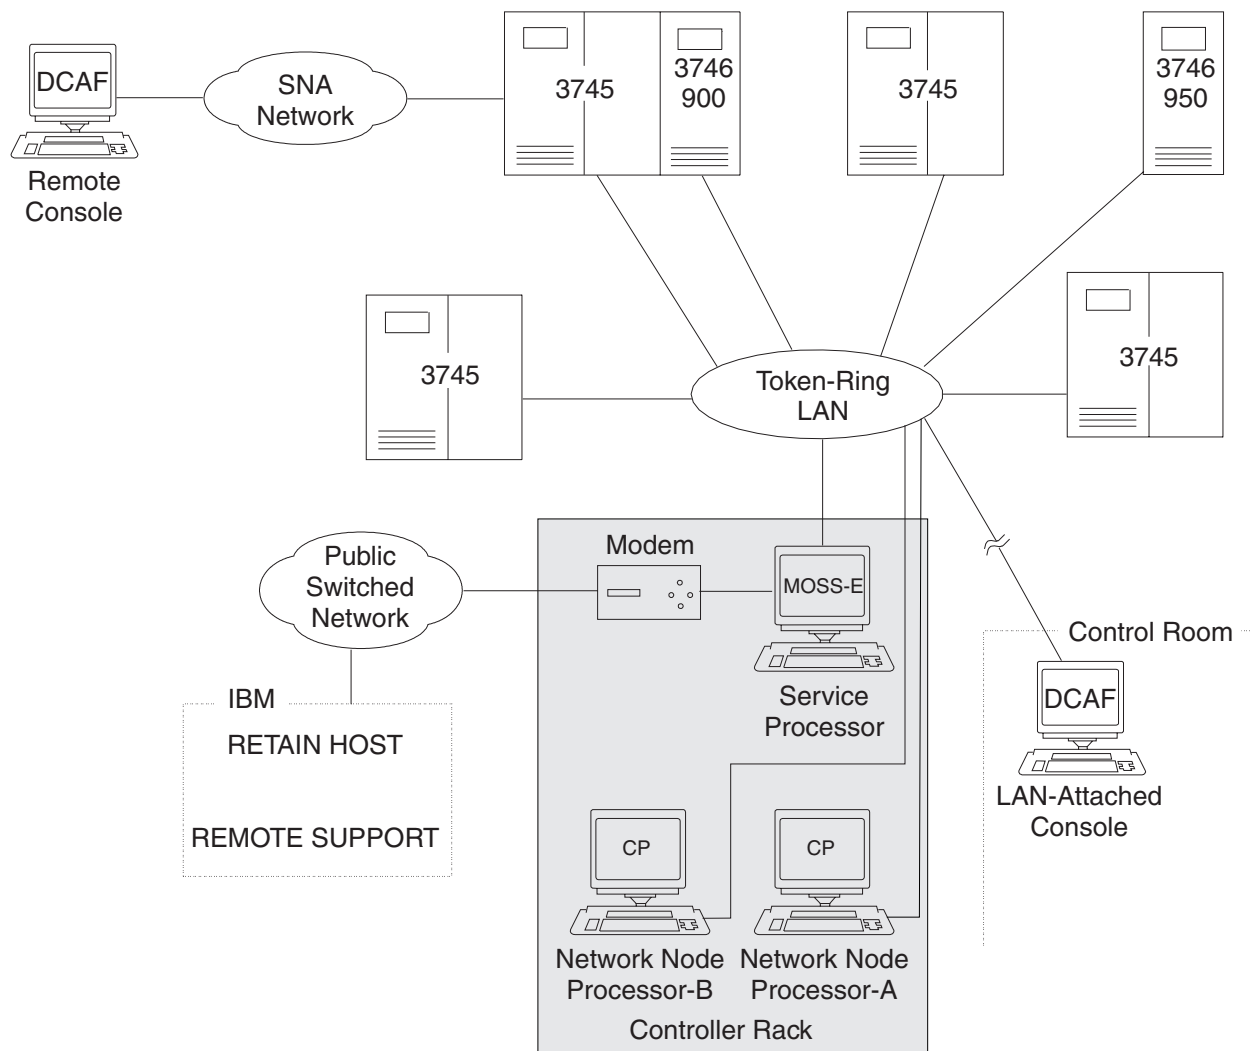 DCAF
Remote
Console
SNA
Network
3745
3746
900
3745
3746
950
3745
Token-Ring
LAN
3745
Public
Switched
Network
Modem
MOSS-E
Service
Processor
Control Room
DCAF
LAN-Attached
Console
IBM
RETAIN HOST
REMOTE SUPPORT
CP
Network Node
Processor-B
CP
Network Node
Processor-A
Controller Rack